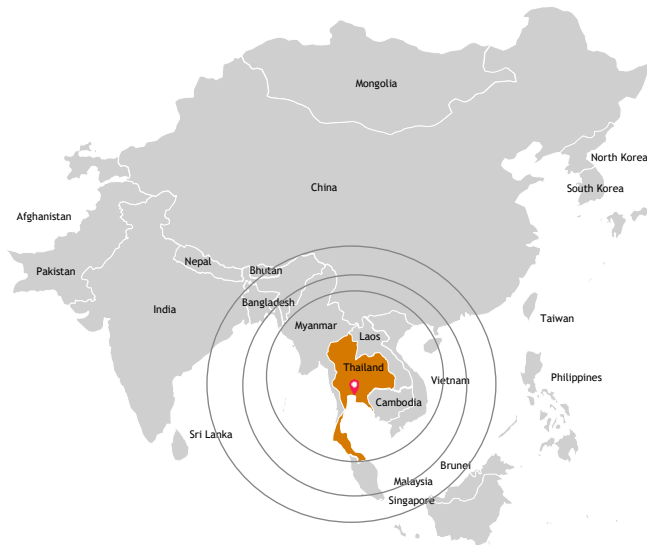 Mongolia
North Korea
China
South Korea
Afghanistan
Nepal
Bhutan
Pakistan
Bangladesh
India
Taiwan
Myanmar
Laos
Thailand
Philippines
Vietnam
Cambodia
Sri Lanka
Brunei
Malaysia
Singapore